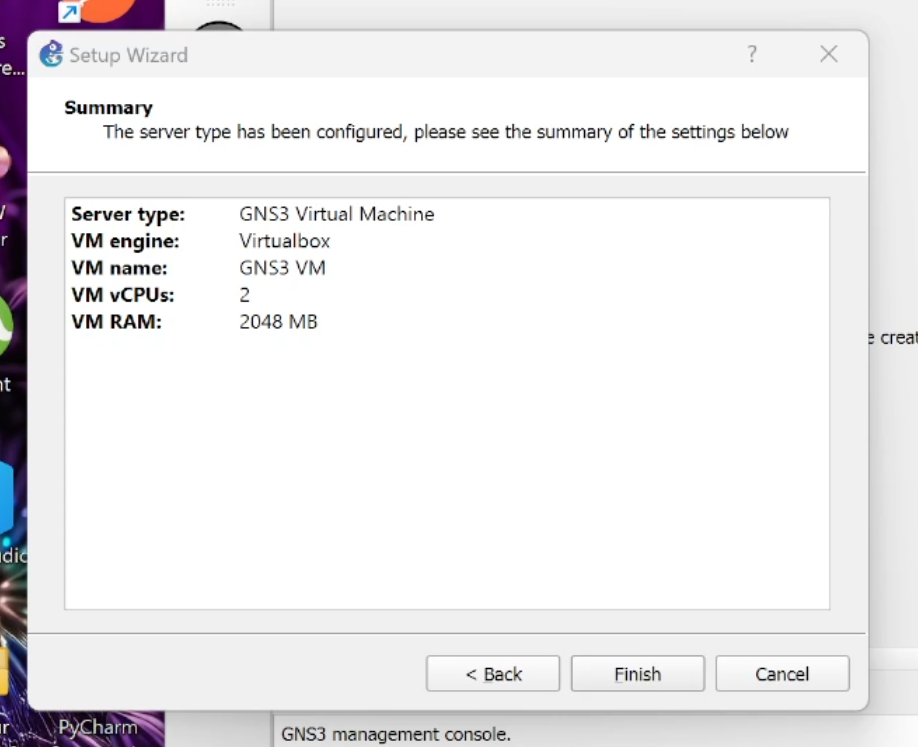 Setup Wizard
?
Summary
The server type has been configured, please see the summary of the settings below
Server type: GNS3 Virtual Machine
VM engine: Virtualbox
VM name: GNS3 VM
VM vCPUs: 2
VM RAM: 2048 MB
< Back Finish Cancel
PyCharm
GNS3 management console.